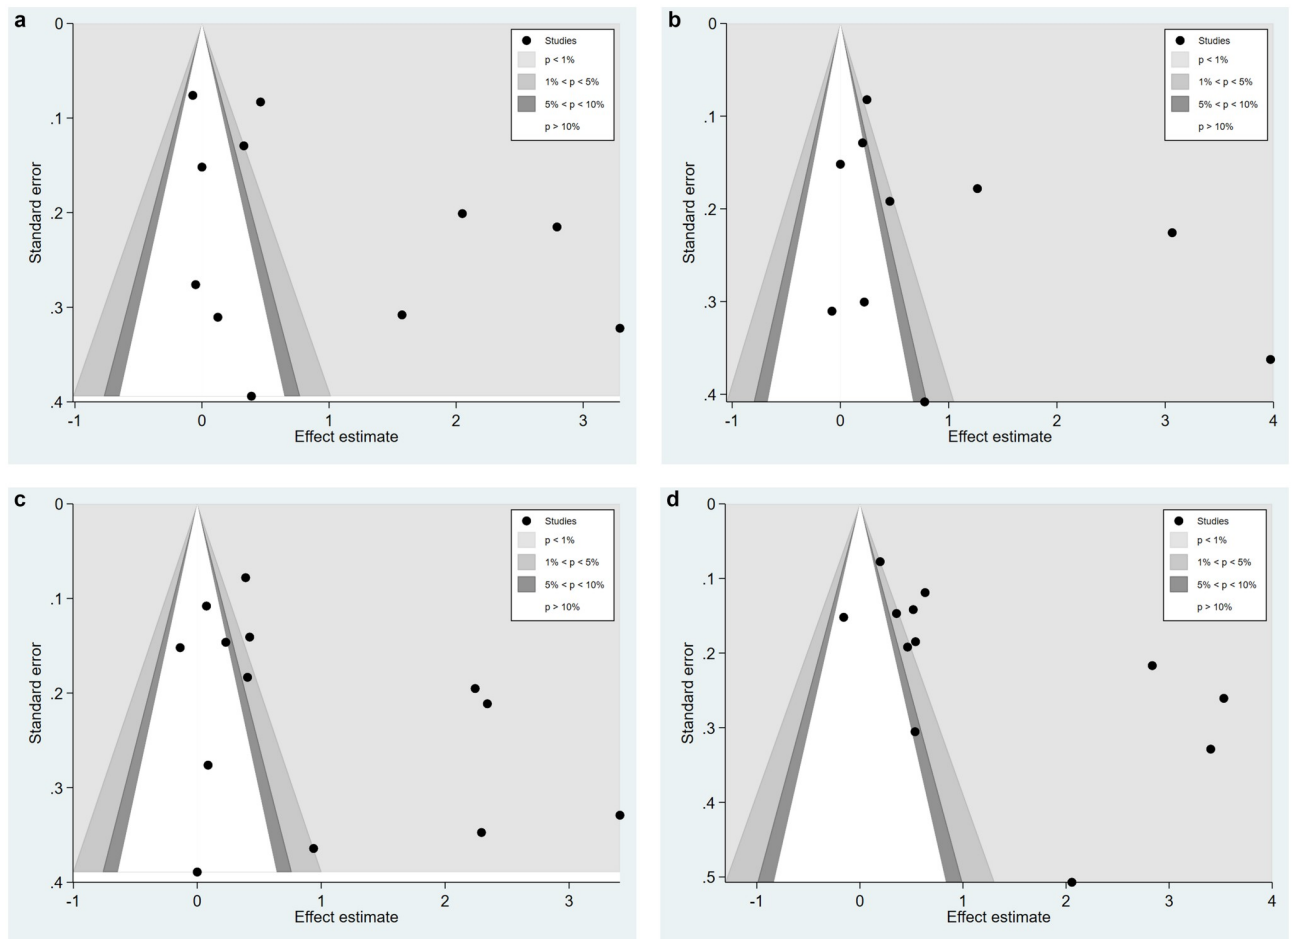 a
0
.1
.2
.3
.4
Standard error
-1 0 1 2 3
Effect estimate
Studies
p < 1%
1% < p < 5%
5% < p < 10%
p > 10%
b
0
.1
.2
.3
.4
Standard error
-1 0 1 2 3 4
Effect estimate
Studies
p < 1%
1% < p < 5%
5% < p < 10%
p > 10%
c
0
.1
.2
.3
.4
Standard error
-1 0 1 2 3
Effect estimate
Studies
p < 1%
1% < p < 5%
5% < p < 10%
p > 10%
d
0
.1
.2
.3
.4
.5
Standard error
-1 0 1 2 3 4
Effect estimate
Studies
p < 1%
1% < p < 5%
5% < p < 10%
p > 10%